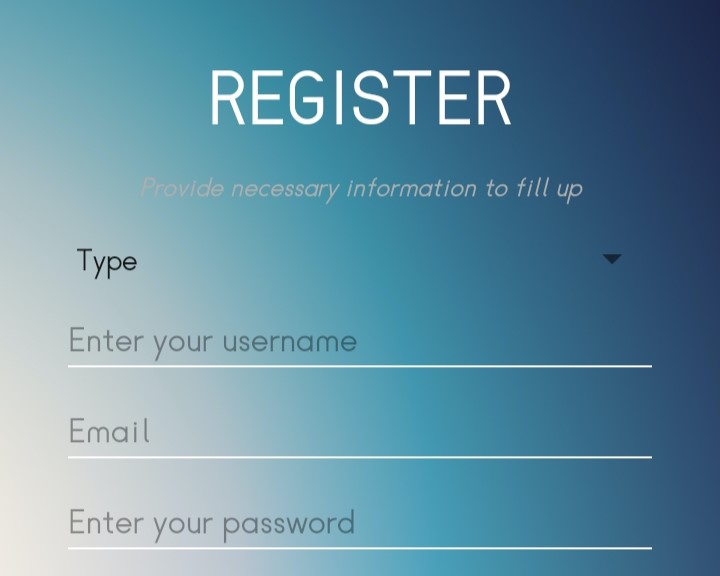 REGISTER
Provide necessary information to fill up
Type
Enter your username
Email
Enter your password